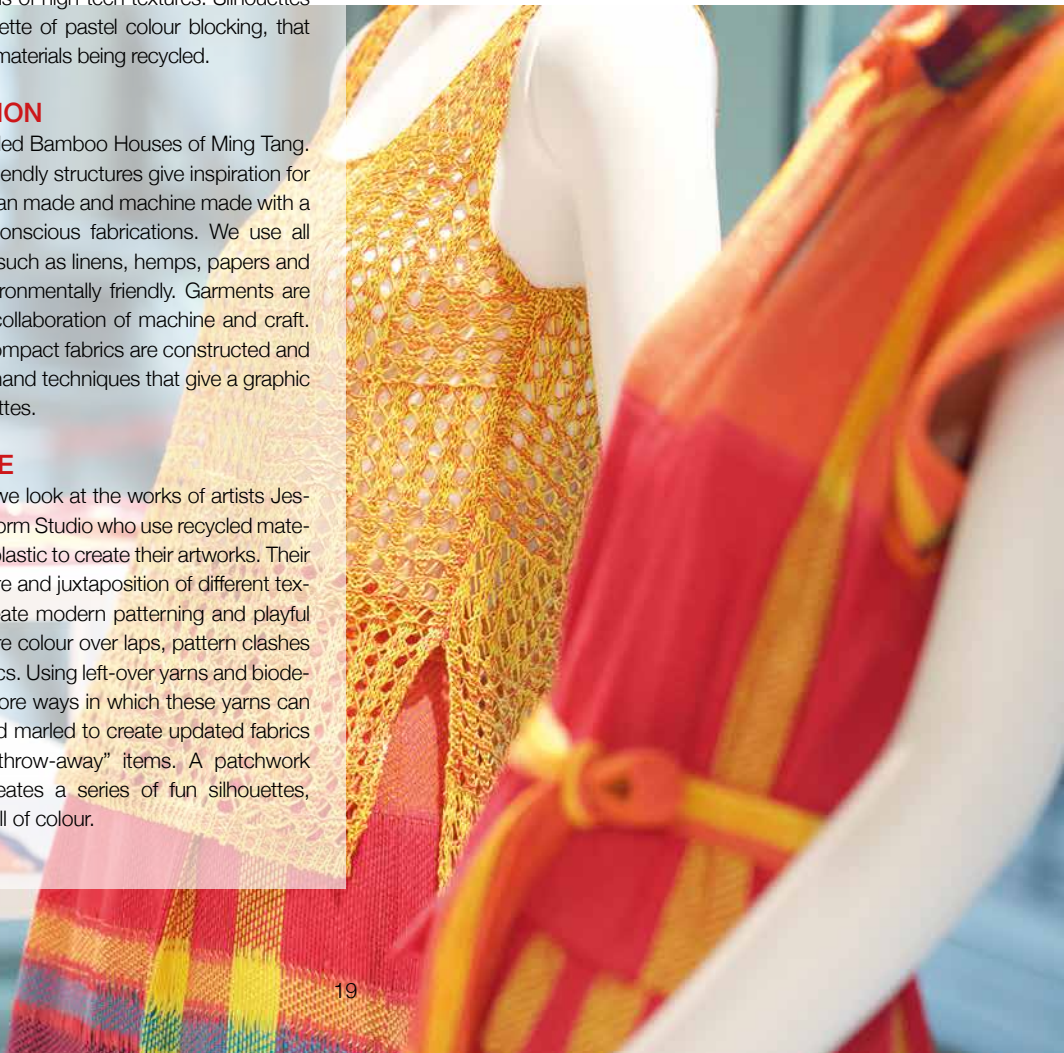 ns of high-tech textures. Silhouettes
ette of pastel colour blocking, that
materials being recycled.
ION
led Bamboo Houses of Ming Tang.
iendly structures give inspiration for
an made and machine made with a
onscious fabrications. We use all
such as linens, hemps, papers and
ironmentally friendly. Garments are
collaboration of machine and craft.
ompact fabrics are constructed and
hand techniques that give a graphic
ttes.
E
we look at the works of artists Jes-
orm Studio who use recycled mate-
plastic to create their artworks. Their
re and juxtaposition of different tex-
eate modern patterning and playful
re colour over laps, pattern clashes
cs. Using left-over yarns and biode-
ore ways in which these yarns can
d marled to create updated fabrics
“throw-away” items. A patchwork
eates a series of fun silhouettes,
ll of colour.
19